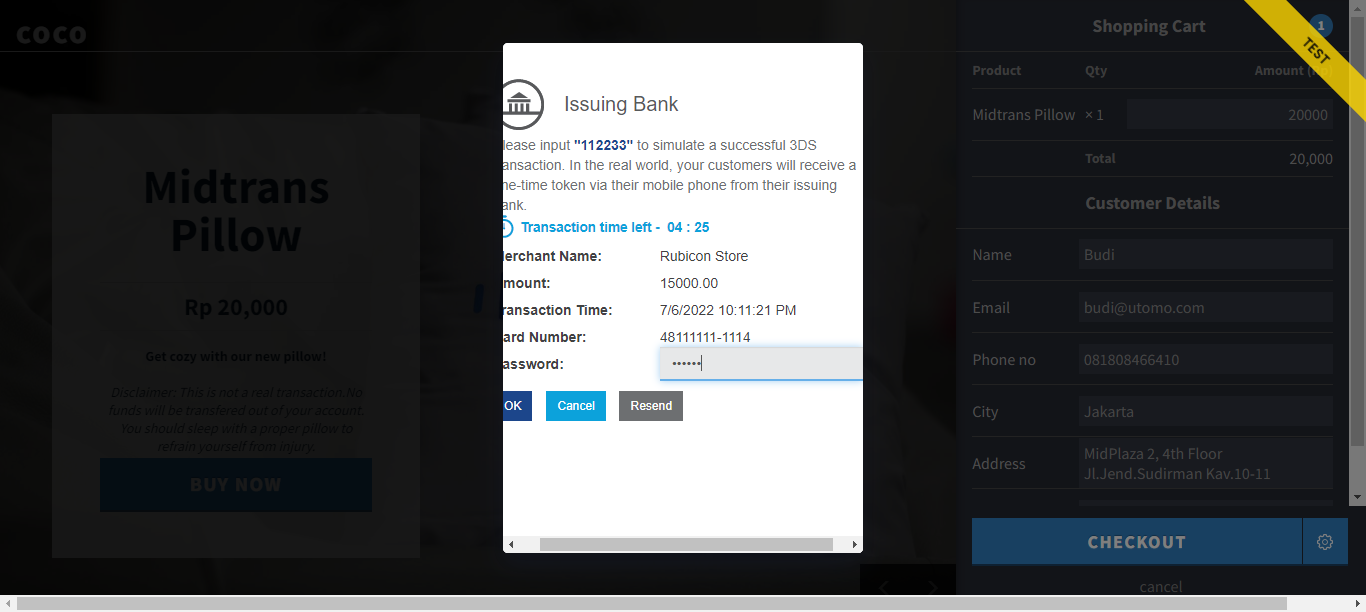 coco
Midtrans
Pillow
Rp 20,000
Get cozy with our new pillow!
Disclaimer: This is not a real transaction.No
funds will be transfered out of your account.
You should sleep with a proper pillow to
refrain yourself from injury.
BUY NOW
Issuing Bank
lease input "112233" to simulate a successful 3DS
ansaction. In the real world, your customers will receive a
ne-time token via their mobile phone from their issuing
ank.
Transaction time left - 04 : 25
erchant Name: Rubicon Store
mount: 15000.00
ransaction Time: 7/6/2022 10:11:21 PM
ard Number: 48111111-1114
assword: ••••••
OK Cancel Resend
Shopping Cart 1
TEST
Product Qty Amount
Midtrans Pillow × 1 20000
Total 20,000
Customer Details
Name Budi
Email budi@utomo.com
Phone no 081808466410
City Jakarta
Address MidPlaza 2, 4th Floor
Jl.Jend.Sudirman Kav.10-11
CHECKOUT
cancel